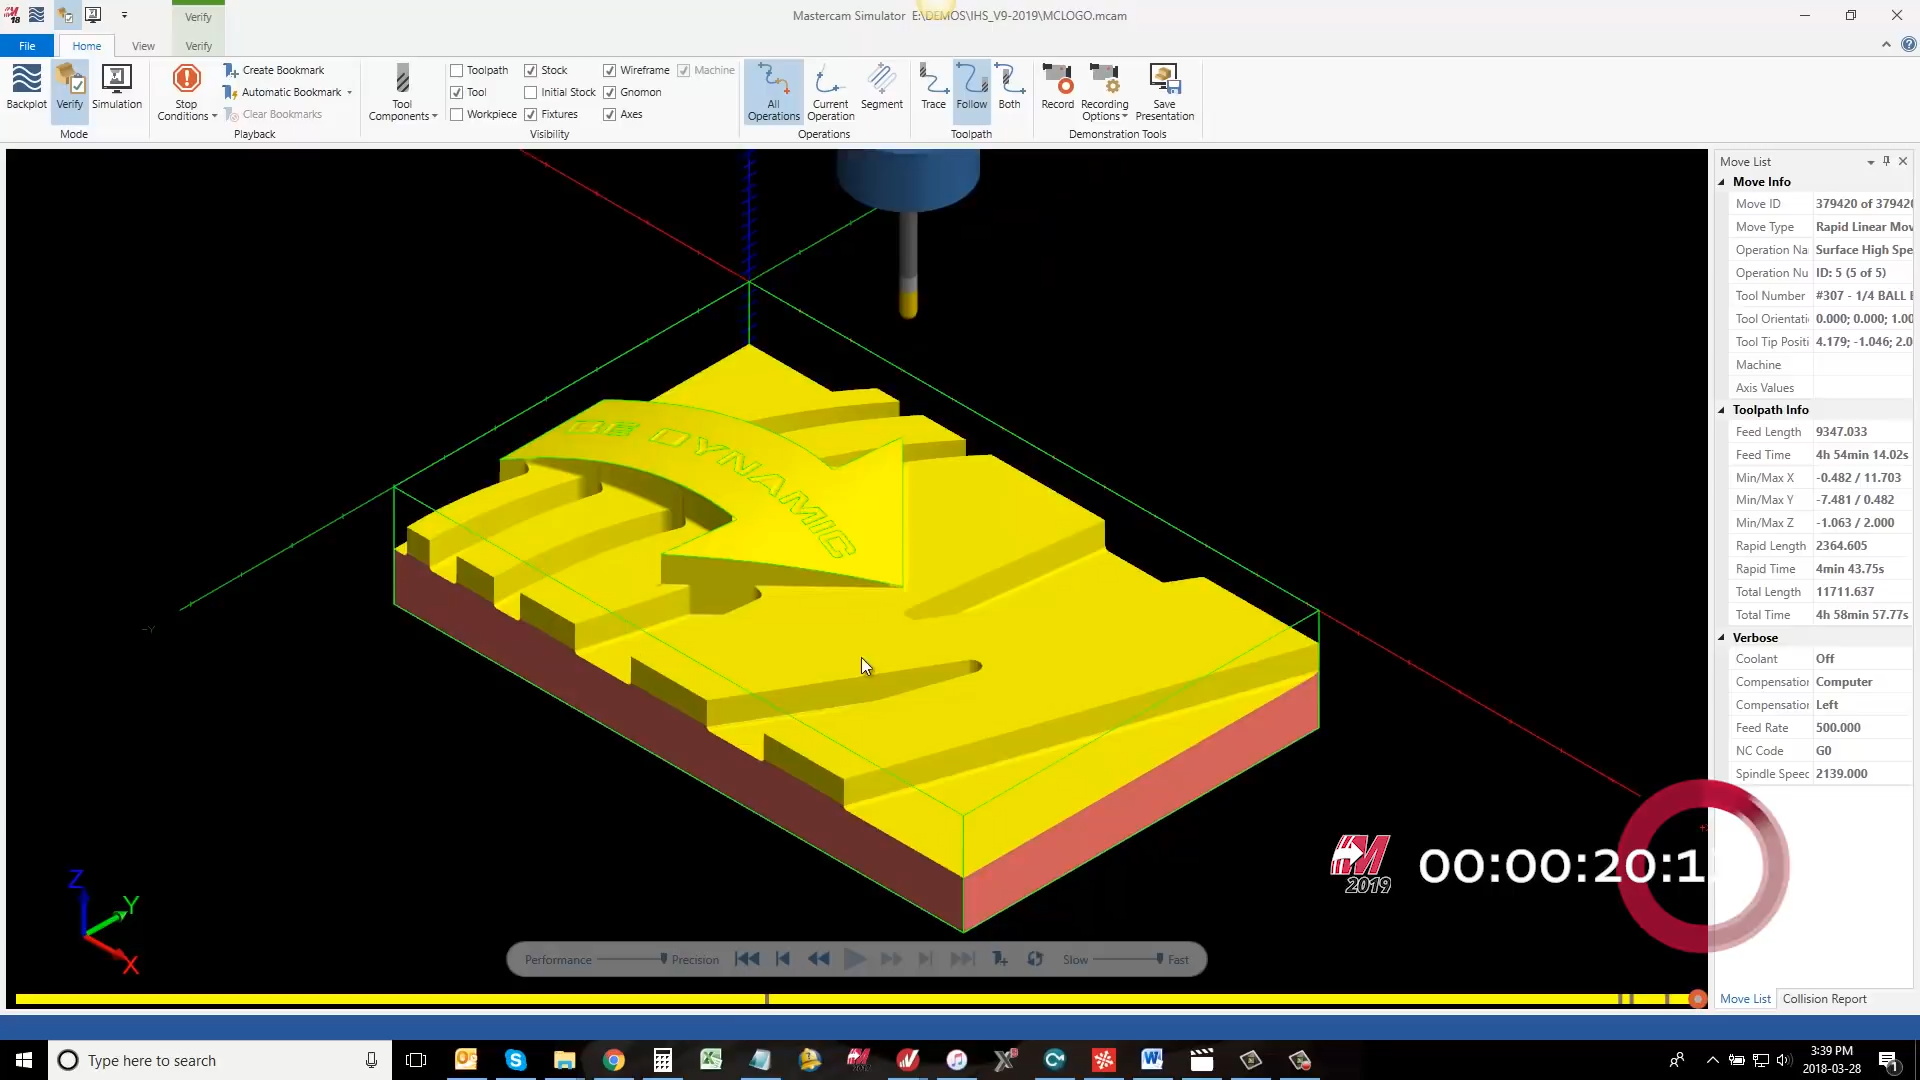 Verify
Mastercam Simulator E:\DEMOS\IHS_V9-2019\MCLOGO.mcam
File
Home
View
Verify
Backplot
Verify
Simulation
Mode
Stop Conditions
Create Bookmark
Automatic Bookmark
Clear Bookmarks
Playback
Tool Components
Toolpath
Stock
Wireframe
Machine
Tool
Initial Stock
Gnomon
Workpiece
Fixtures
Axes
Visibility
All Operations
Current Operation
Segment
Operations
Trace
Follow
Both
Toolpath
Record
Recording Options
Save Presentation
Demonstration Tools
Move List
Move Info
Move ID 379420 of 379420
Move Type Rapid Linear Mov
Operation Na Surface High Spe
Operation Nu ID: 5 (5 of 5)
Tool Number #307 - 1/4 BALL
Tool Orientati 0.000; 0.000; 1.00
Tool Tip Positi 4.179; -1.046; 2.0
Machine
Axis Values
Toolpath Info
Feed Length 9347.033
Feed Time 4h 54min 14.02s
Min/Max X -0.482 / 11.703
Min/Max Y -7.481 / 0.482
Min/Max Z -1.063 / 2.000
Rapid Length 2364.605
Rapid Time 4min 43.75s
Total Length 11711.637
Total Time 4h 58min 57.77s
Verbose
Coolant Off
Compensation Computer
Compensation Left
Feed Rate 500.000
NC Code G0
Spindle Speed 2139.000
BE DYNAMIC
-Y
Z
Y
X
M
2019
00:00:20:1
Performance
Precision
Slow
Fast
Move List
Collision Report
Type here to search
3:39 PM
2018-03-28
1